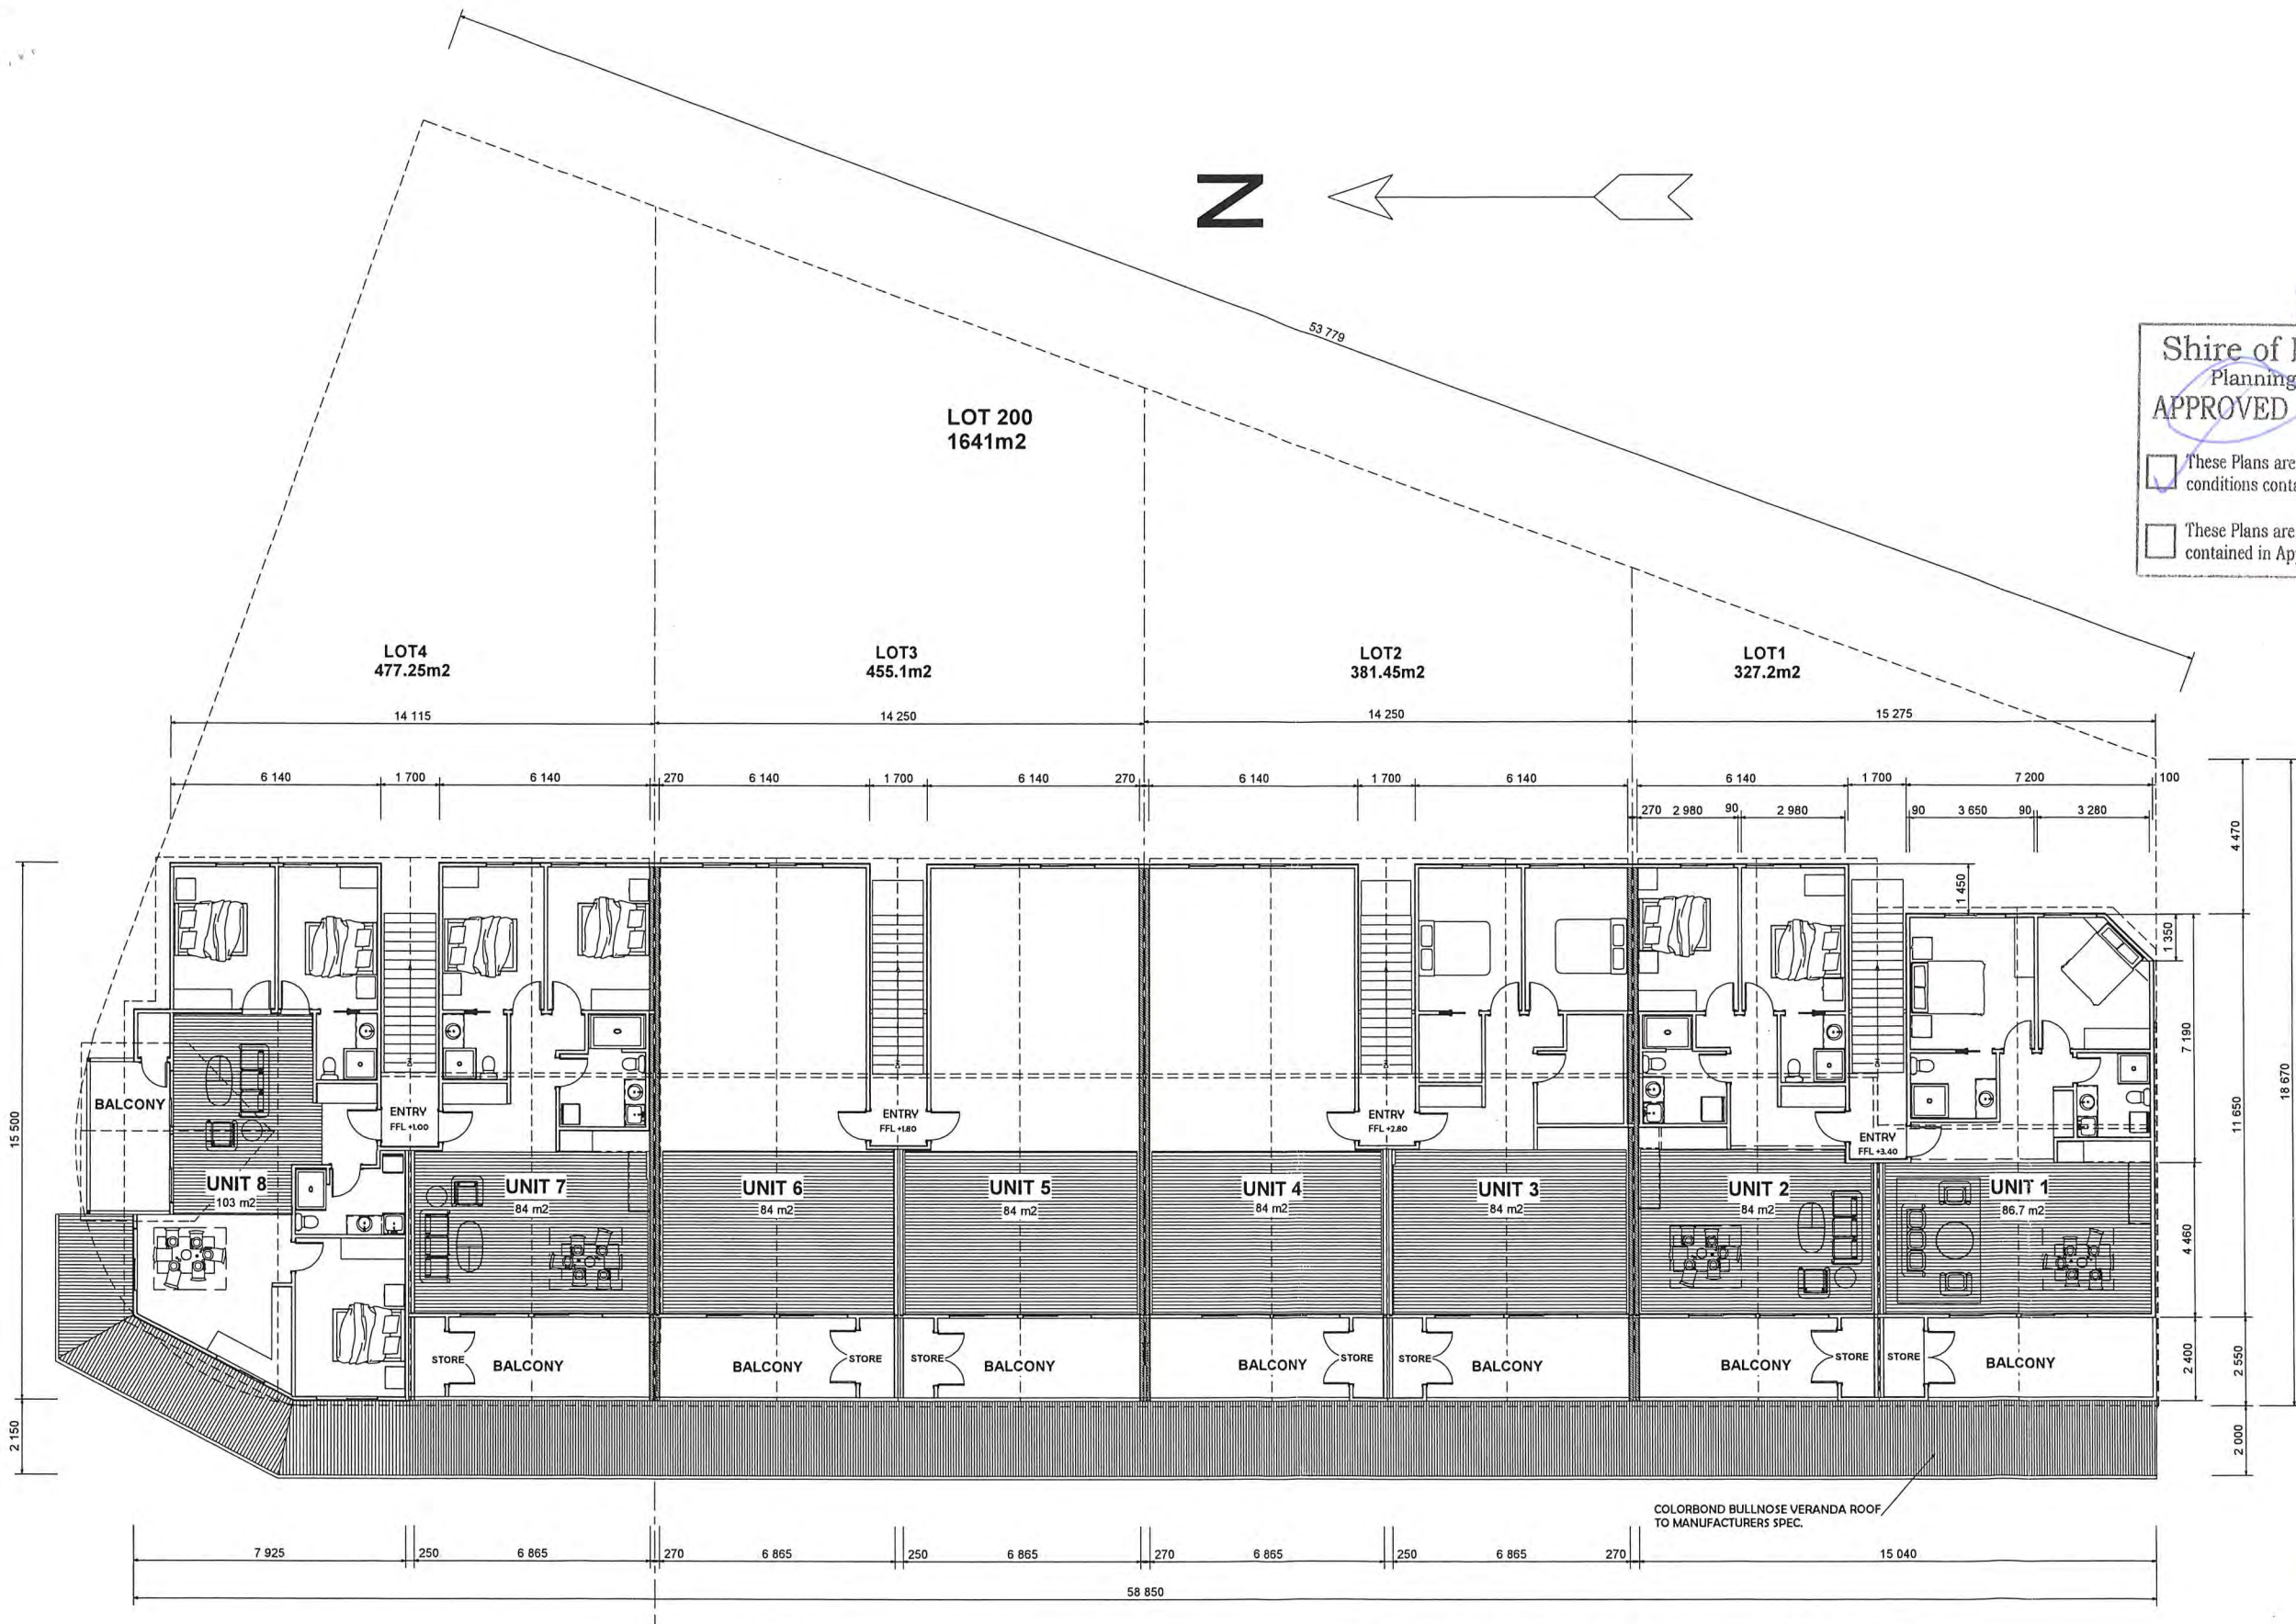 N
53 779
Shire of
Planning
APPROVED
These Plans are
conditions
These Plans are
contained in
LOT 200
1641m2
LOT4
477.25m2
LOT3
455.1m2
LOT2
381.45m2
LOT1
327.2m2
14 115
14 250
14 250
15 275
6 140
1 700
6 140
270
6 140
1 700
6 140
270
6 140
1 700
6 140
6 140
1 700
7 200
100
270
2 980
90
2 980
90
3 650
90
3 280
4 470
1 450
1 350
7 190
11 650
18 670
4 460
2 400
2 550
2 000
15 500
2 150
BALCONY
ENTRY
FFL +1.00
ENTRY
FFL +1.80
ENTRY
FFL +2.80
ENTRY
FFL +3.40
UNIT 8
103 m2
UNIT 7
84 m2
UNIT 6
84 m2
UNIT 5
84 m2
UNIT 4
84 m2
UNIT 3
84 m2
UNIT 2
84 m2
UNIT 1
86.7 m2
STORE
BALCONY
BALCONY
STORE
STORE
BALCONY
BALCONY
STORE
STORE
BALCONY
BALCONY
STORE
STORE
BALCONY
COLORBOND BULLNOSE VERANDA ROOF
TO MANUFACTURERS SPEC.
7 925
250
6 865
270
6 865
250
6 865
270
6 865
250
6 865
270
15 040
58 850